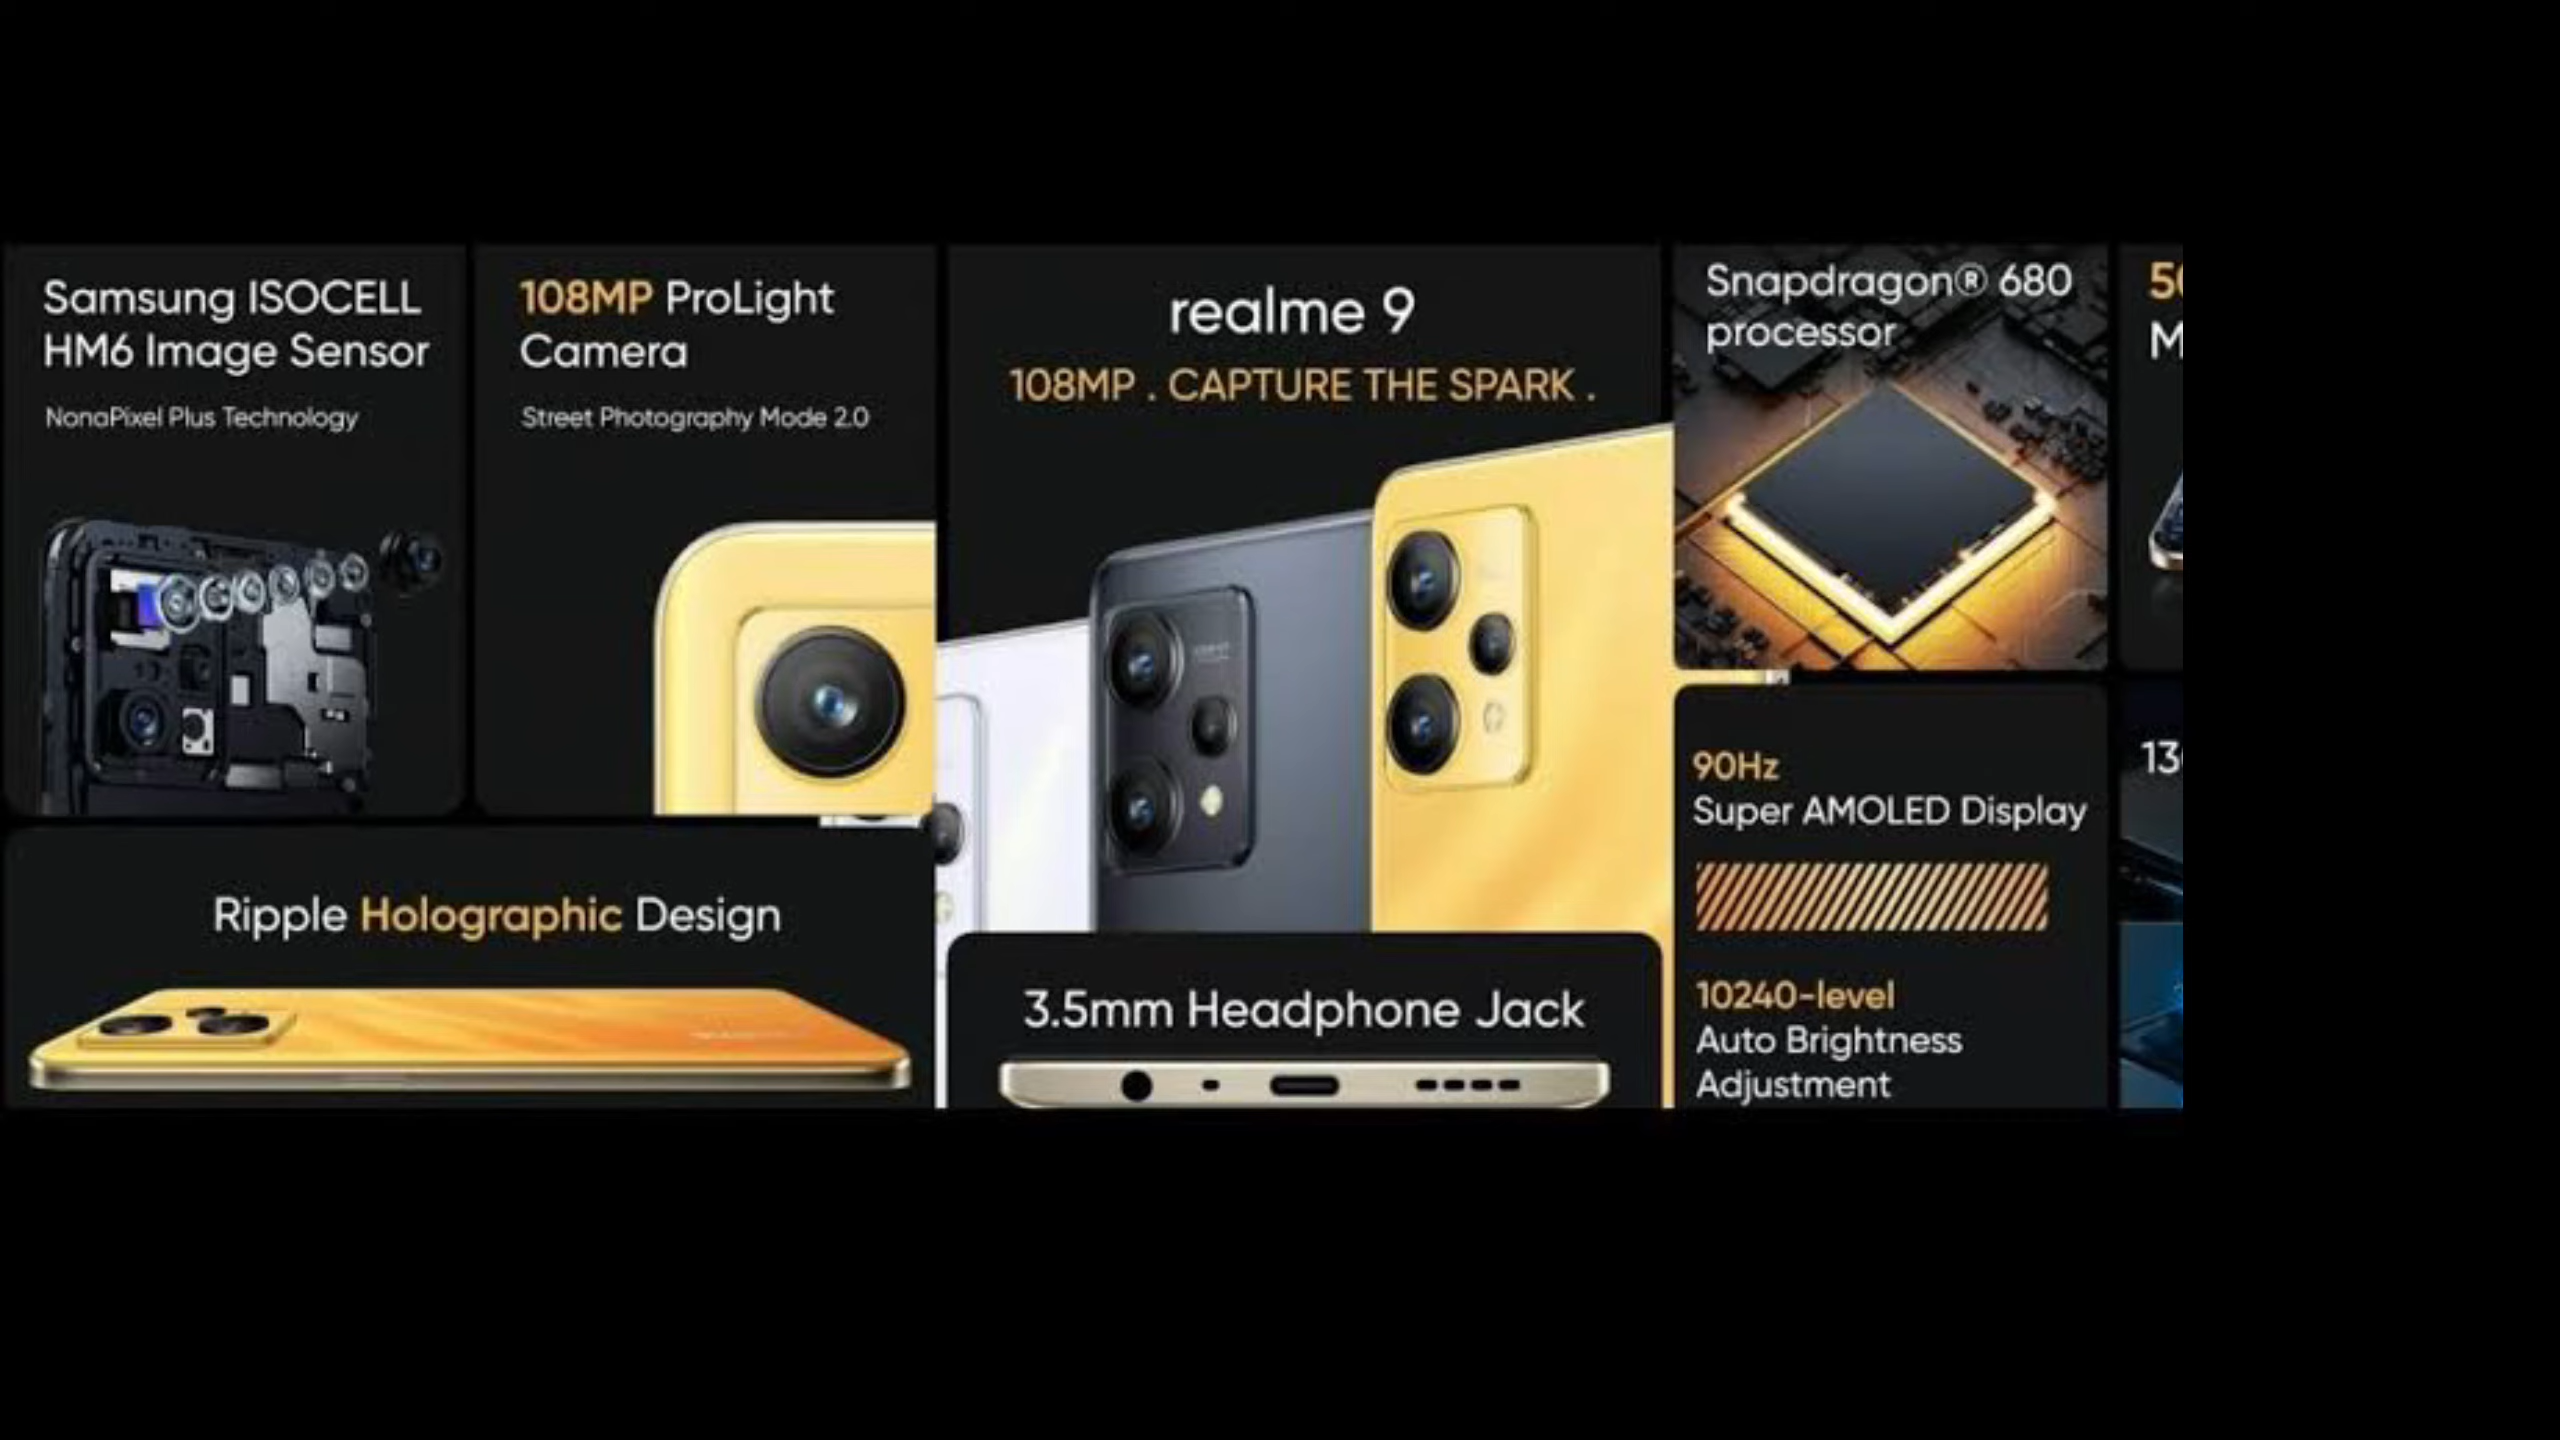 Samsung ISOCELL
HM6 Image Sensor
NonaPixel Plus Technology
108MP ProLight
Camera
Street Photography Mode 2.0
Ripple Holographic Design
realme 9
108MP . CAPTURE THE SPARK .
3.5mm Headphone Jack
Snapdragon® 680
processor
90Hz
Super AMOLED Display
10240-level
Auto Brightness
Adjustment